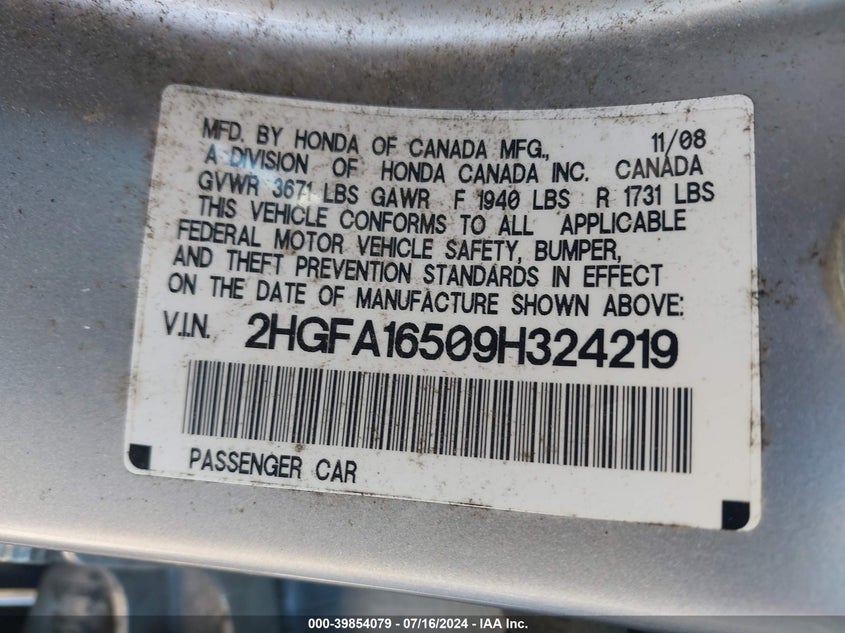 MFD. BY HONDA OF CANADA MFG., 11/08
A DIVISION OF HONDA CANADA INC. CANADA
GVWR 3671 LBS GAWR F 1940 LBS R 1731 LBS
THIS VEHICLE CONFORMS TO ALL APPLICABLE
FEDERAL MOTOR VEHICLE SAFETY, BUMPER,
AND THEFT PREVENTION STANDARDS IN EFFECT
ON THE DATE OF MANUFACTURE SHOWN ABOVE:
V.I.N. 2HGFA16509H324219
PASSENGER CAR
000-39854079 - 07/16/2024 - IAA Inc.